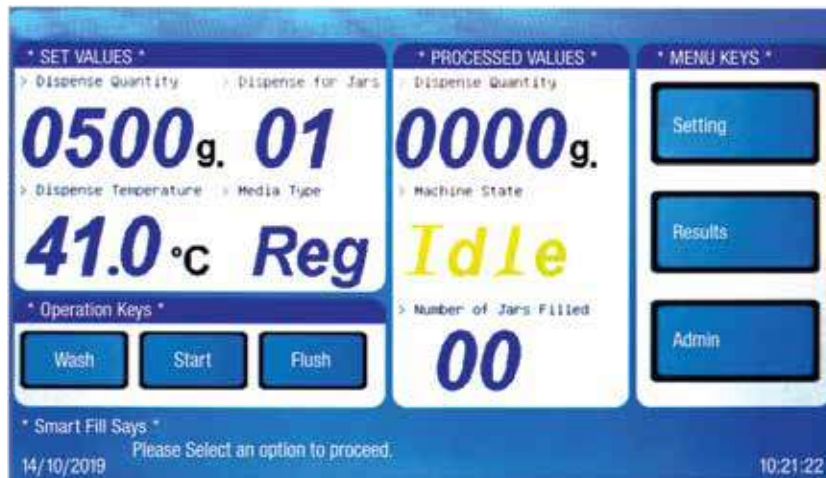 * SET VALUES *
> Dispense Quantity > Dispense for Jars
0500g. 01
> Dispense Temperature > Media Type
41.0 °C Reg
* Operation Keys *
Wash Start Flush
* PROCESSED VALUES *
> Dispense Quantity
0000g.
> Machine State
Idle
> Number of Jars Filled
00
* MENU KEYS *
Setting
Results
Admin
* Smart Fill Says *
Please Select an option to proceed.
14/10/2019 10:21:22